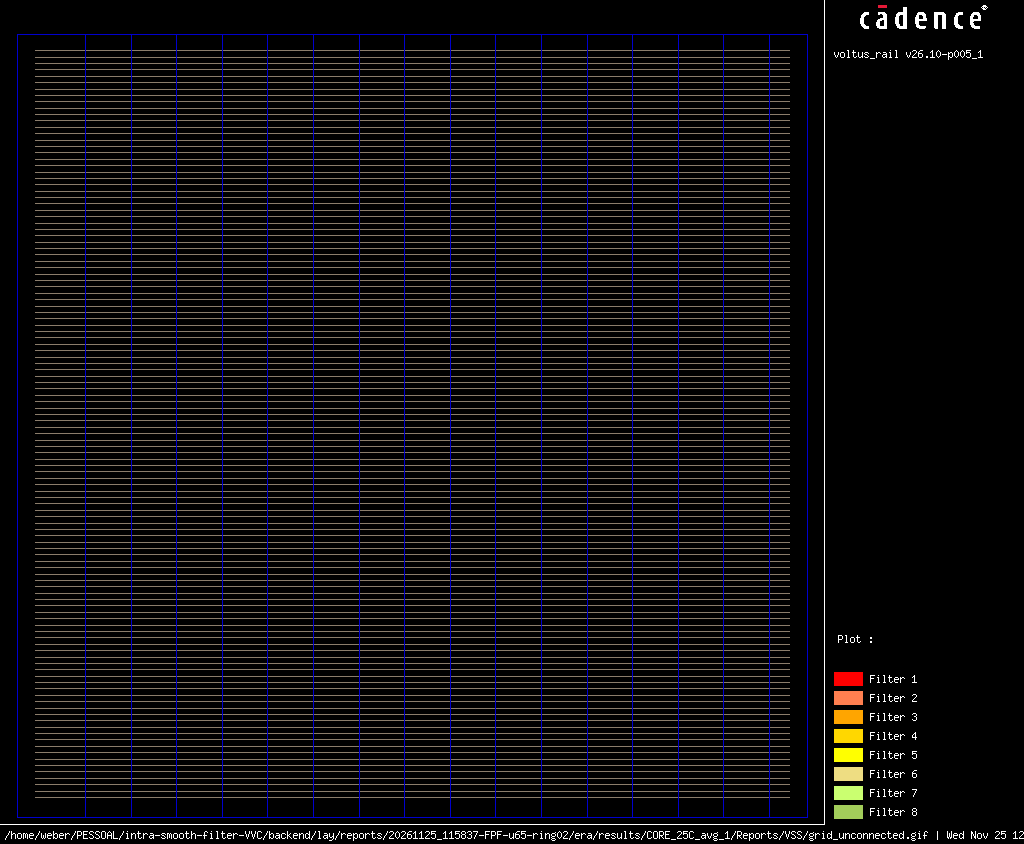 cādence®
voltus_rail v26.10-p005_1
Plot :
Filter 1
Filter 2
Filter 3
Filter 4
Filter 5
Filter 6
Filter 7
Filter 8
/home/weber/PESSOAL/intra-smooth-filter-VVC/backend/lay/reports/20261125_115837-FPF-u65-ring02/era/results/CORE_25C_avg_1/Reports/VSS/grid_unconnected.gif | Wed Nov 25 12